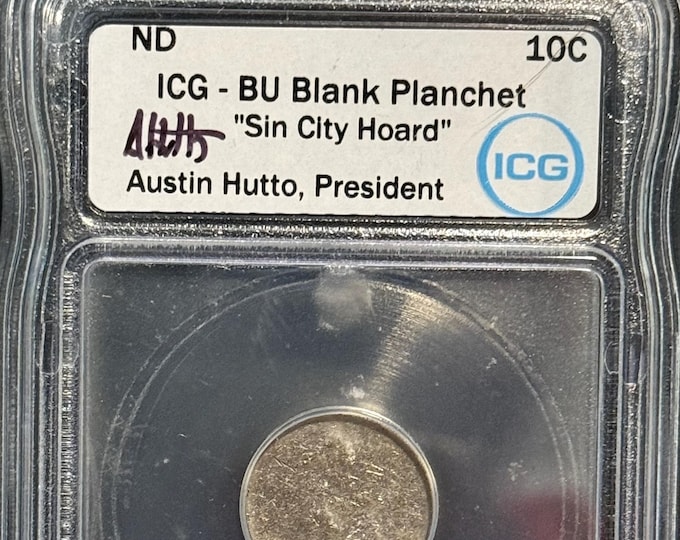 ND 10C
ICG - BU Blank Planchet
"Sin City Hoard"
ICG
Austin Hutto, President